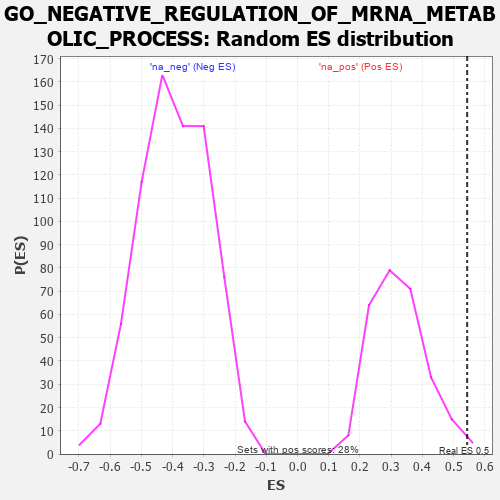 GO_NEGATIVE_REGULATION_OF_MRNA_METAB
OLIC_PROCESS: Random ES distribution
'na_neg' (Neg ES)
'na_pos' (Pos ES)
170
160
150
140
130
120
110
100
90
80
70
60
50
40
30
20
10
0
P(ES)
Sets with pos scores: 28%
Real ES 0.5
-0.7 -0.6 -0.5 -0.4 -0.3 -0.2 -0.1 0.0 0.1 0.2 0.3 0.4 0.5 0.6
ES